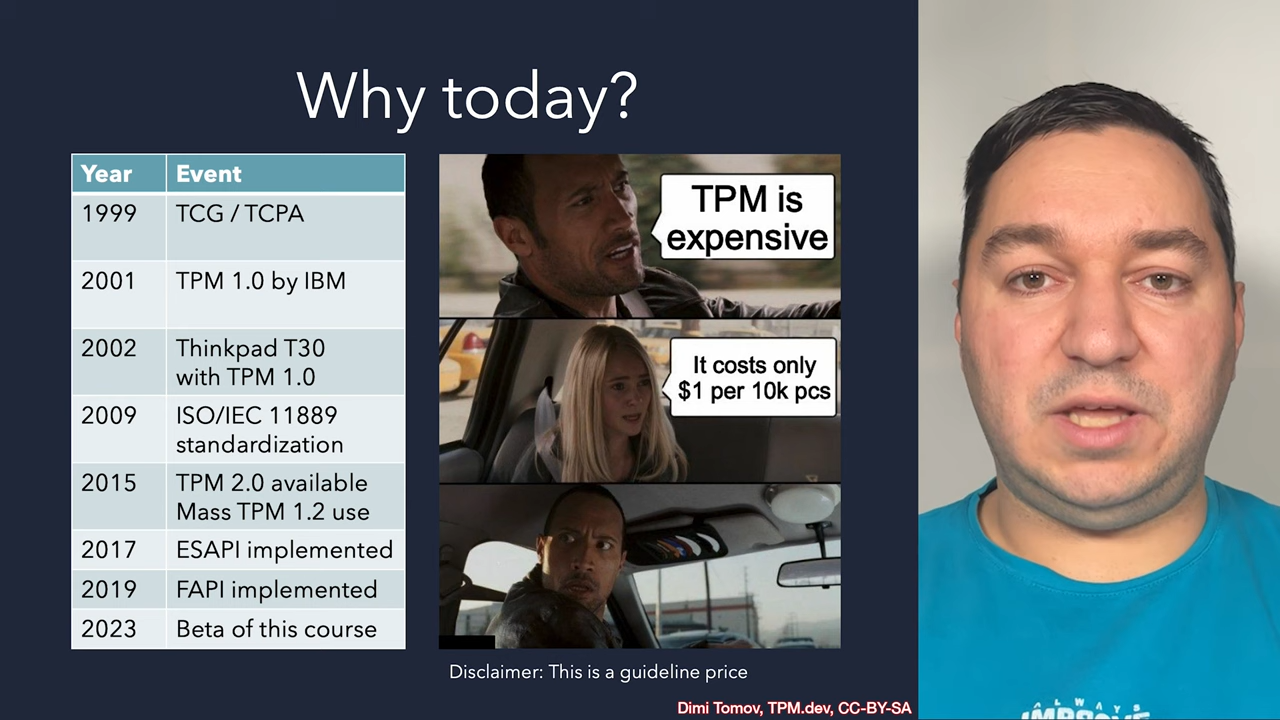 Why today?
Year Event
1999 TCG / TCPA
2001 TPM 1.0 by IBM
2002 Thinkpad T30
with TPM 1.0
2009 ISO/IEC 11889
standardization
2015 TPM 2.0 available
Mass TPM 1.2 use
2017 ESAPI implemented
2019 FAPI implemented
2023 Beta of this course
TPM is
expensive
It costs only
$1 per 10k pcs
Disclaimer: This is a guideline price
Dimi Tomov, TPM.dev, CC-BY-SA
ALWAYS
IMPROVE